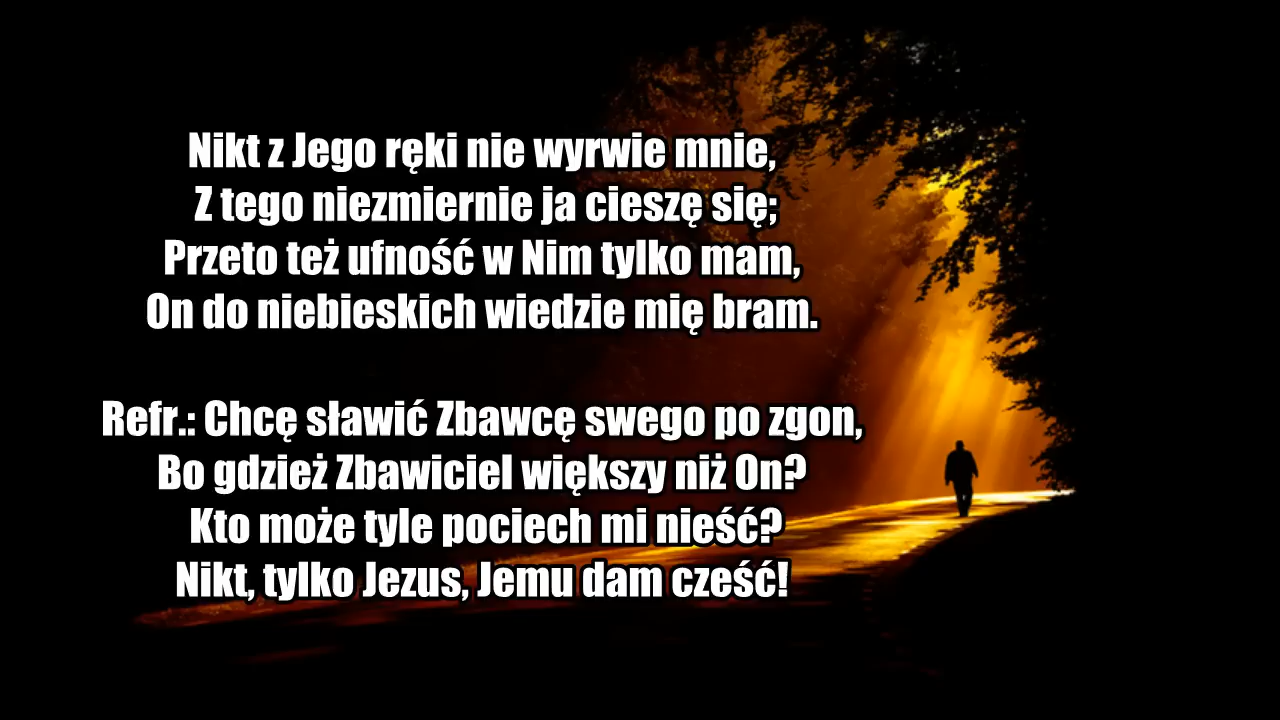 Nikt z Jego ręki nie wyrwie mnie,
Z tego niezmiernie ja cieszę się;
Przeto też ufność w Nim tylko mam,
On do niebieskich wiedzie mię bram.
Refr.: Chcę sławić Zbawcę swego po zgon,
Bo gdzież Zbawiciel większy niż On?
Kto może tyle pociech mi nieść?
Nikt, tylko Jezus, Jemu dam cześć!